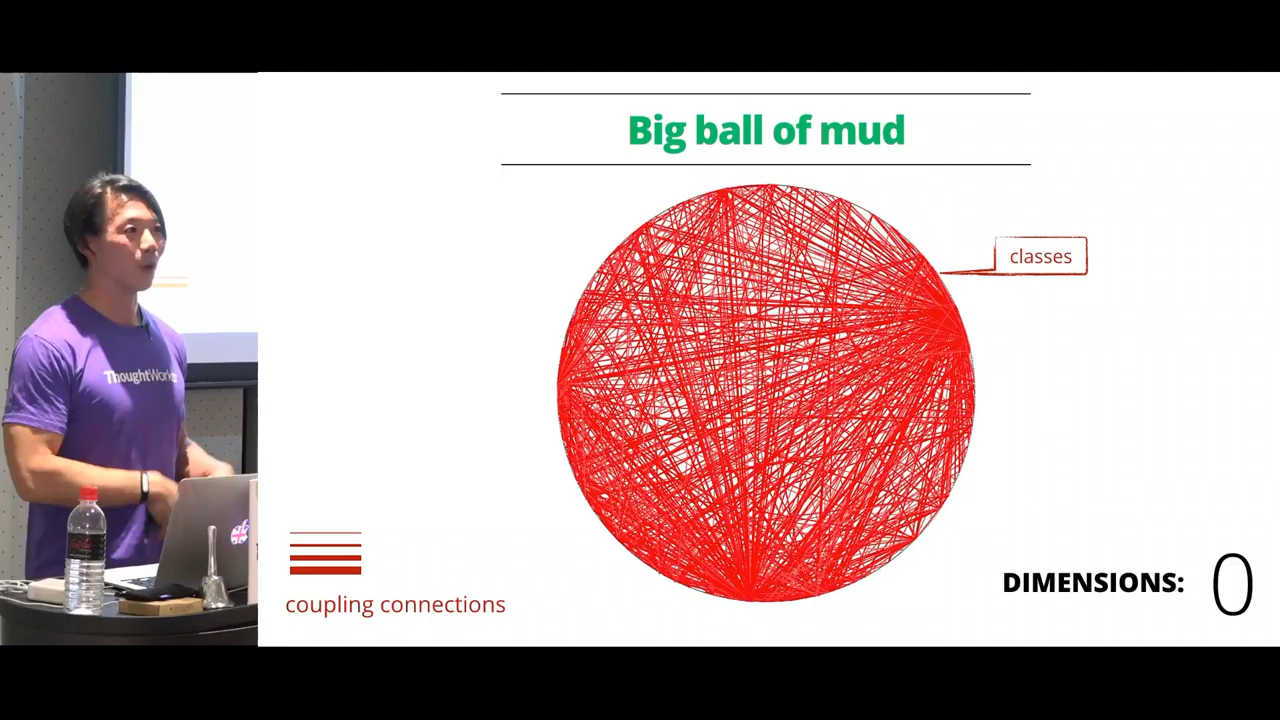 Big ball of mud
classes
ThoughtWorks
coupling connections
DIMENSIONS: 0